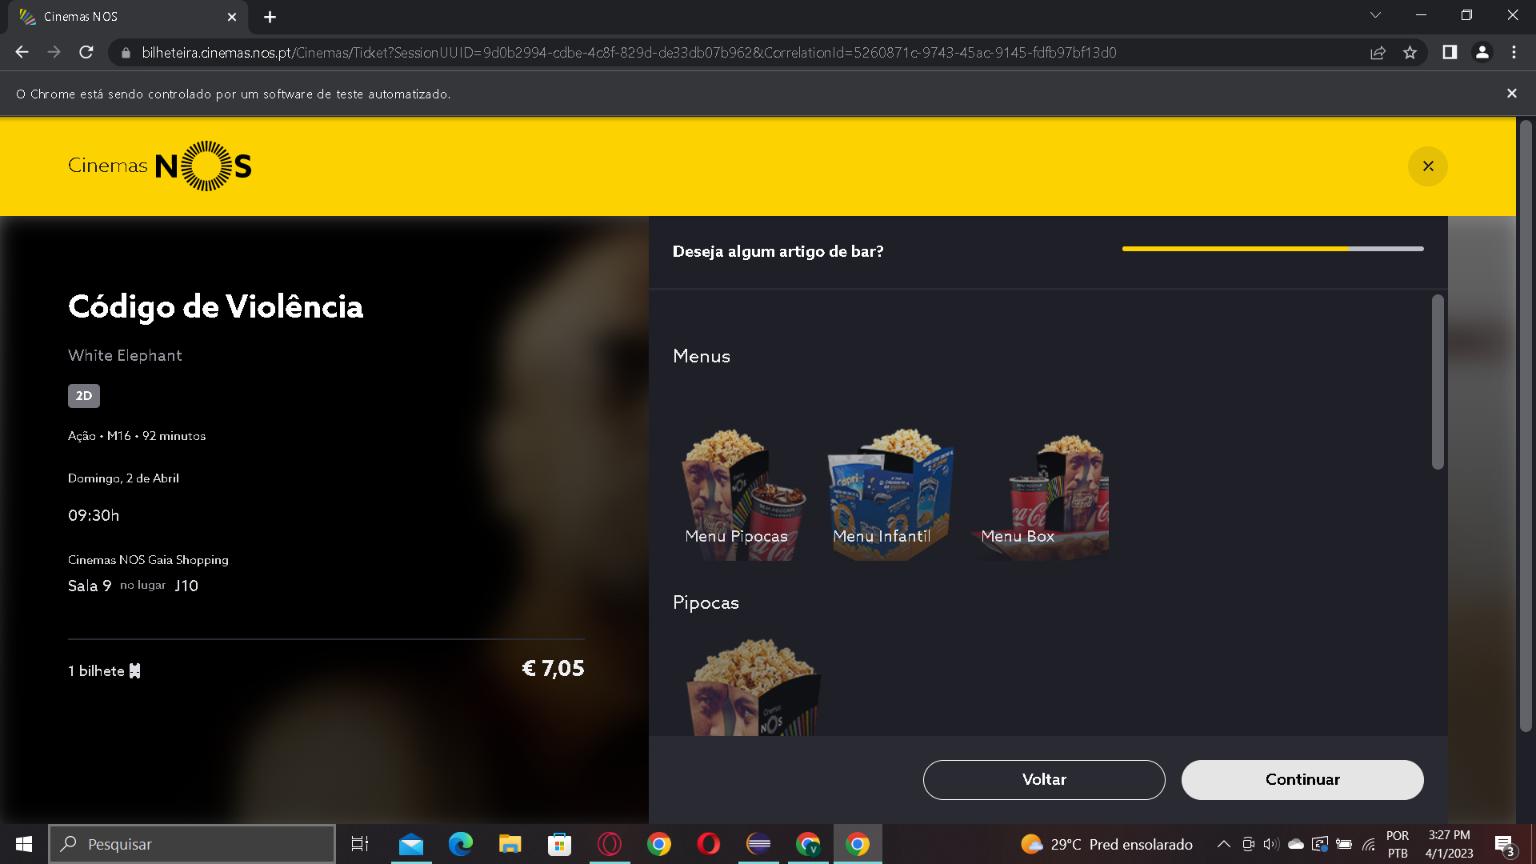 Cinemas NOS
bilheteira.cinemas.nos.pt/Cinemas/Ticket?SessionUUID=9d0b2994-cdbe-4c8f-829d-de33db07b962&CorrelationId=5260871c-9743-45ac-9145-fdfb97bf13d0
O Chrome está sendo controlado por um software de teste automatizado.
Cinemas NOS
Deseja algum artigo de bar?
Código de Violência
White Elephant
2D
Ação • M16 • 92 minutos
Domingo, 2 de Abril
09:30h
Cinemas NOS Gaia Shopping
Sala 9 no lugar J10
1 bilhete
€ 7,05
Menus
Menu Pipocas
Menu Infantil
Menu Box
Pipocas
Voltar
Continuar
Pesquisar
29°C Pred ensolarado
POR
PTB
3:27 PM
4/1/2023
3